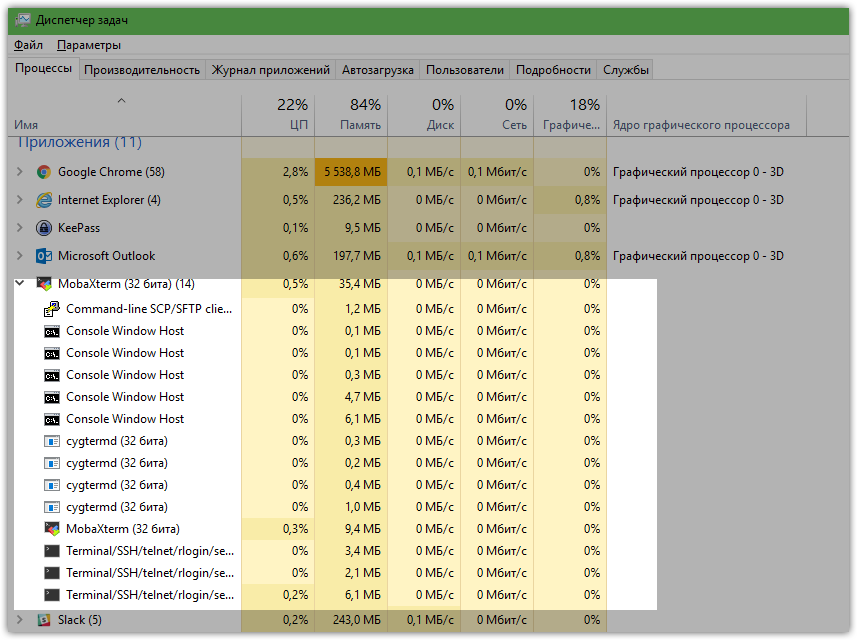 Диспетчер задач
Файл Параметры
Процессы Производительность Журнал приложений Автозагрузка Пользователи Подробности Службы
22% 84% 0% 0% 18%
Имя ЦП Память Диск Сеть Графиче... Ядро графического процессора
Приложения (11)
Google Chrome (58) 2,8% 5 538,8 МБ 0,1 МБ/с 0,1 Мбит/с 0% Графический процессор 0 - 3D
Internet Explorer (4) 0,5% 236,2 МБ 0 МБ/с 0 Мбит/с 0,8% Графический процессор 0 - 3D
KeePass 0,1% 9,5 МБ 0 МБ/с 0 Мбит/с 0%
Microsoft Outlook 0,6% 197,7 МБ 0,1 МБ/с 0,1 Мбит/с 0,8% Графический процессор 0 - 3D
MobaXterm (32 бита) (14) 0,5% 35,4 МБ 0 МБ/с 0 Мбит/с 0%
Command-line SCP/SFTP clie... 0% 1,2 МБ 0 МБ/с 0 Мбит/с 0%
Console Window Host 0% 0,1 МБ 0 МБ/с 0 Мбит/с 0%
Console Window Host 0% 0,1 МБ 0 МБ/с 0 Мбит/с 0%
Console Window Host 0% 0,3 МБ 0 МБ/с 0 Мбит/с 0%
Console Window Host 0% 4,7 МБ 0 МБ/с 0 Мбит/с 0%
Console Window Host 0% 6,1 МБ 0 МБ/с 0 Мбит/с 0%
cygtermd (32 бита) 0% 0,3 МБ 0 МБ/с 0 Мбит/с 0%
cygtermd (32 бита) 0% 0,2 МБ 0 МБ/с 0 Мбит/с 0%
cygtermd (32 бита) 0% 0,4 МБ 0 МБ/с 0 Мбит/с 0%
cygtermd (32 бита) 0% 1,0 МБ 0 МБ/с 0 Мбит/с 0%
MobaXterm (32 бита) 0,3% 9,4 МБ 0 МБ/с 0 Мбит/с 0%
Terminal/SSH/telnet/rlogin/se... 0% 3,4 МБ 0 МБ/с 0 Мбит/с 0%
Terminal/SSH/telnet/rlogin/se... 0% 2,1 МБ 0 МБ/с 0 Мбит/с 0%
Terminal/SSH/telnet/rlogin/se... 0,2% 6,1 МБ 0 МБ/с 0 Мбит/с 0%
Slack (5) 0,2% 243,0 МБ 0,1 МБ/с 0 Мбит/с 0%